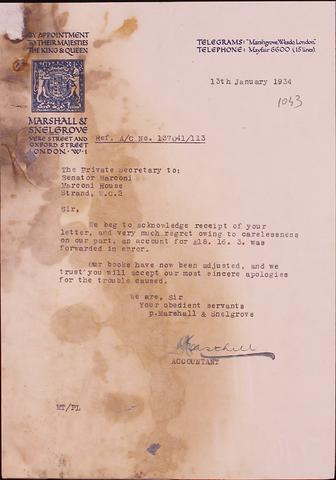 BY APPOINTMENT
TO THEIR MAJESTIES
THE KING & QUEEN
MARSHALL &
SNELGROVE
VERE STREET AND
OXFORD STREET
LONDON · W·1
TELEGRAMS: "Marshgrove, Wesdo, London."
TELEPHONE: Mayfair 6600 (15 lines)
13th January 1934
1043
Ref. A/C No. 137041/113
The Private Secretary to:
Senator Marconi
Marconi House
Strand, W.C.2
Sir,
We beg to acknowledge receipt of your
letter, and very much regret owing to carelessness
on our part, an account for £18. 16. 3. was
forwarded in error.
Our books have now been adjusted, and we
trust you will accept our most sincere apologies
for the trouble caused.
We are, Sir
Your obedient servants
p.Marshall & Snelgrove
ACCOUNTANT
MT/PL